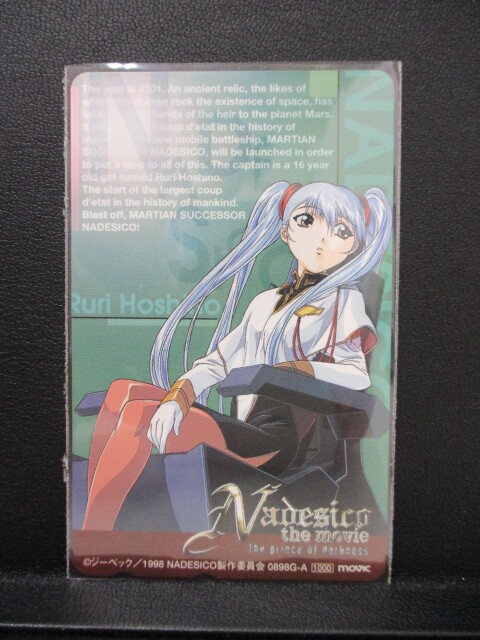 The year is 2201. An ancient relic, the likes of
rock the existence of space, has
of the heir to the planet Mars.
coup d'etat in the history of
mobile battleship, MARTIAN
NADESICO, will be launched in order
to put a stop to all of this. The captain is a 16 year
old girl named Ruri Hoshino.
The start of the largest coup
d'etat in the history of mankind.
Blast off, MARTIAN SUCCESSOR
NADESICO!
Ruri Hoshino
Nadesico
the movie
The prince of darkness
©ジーベック／1998 NADESICO製作委員会 0898G-A 1000 movic